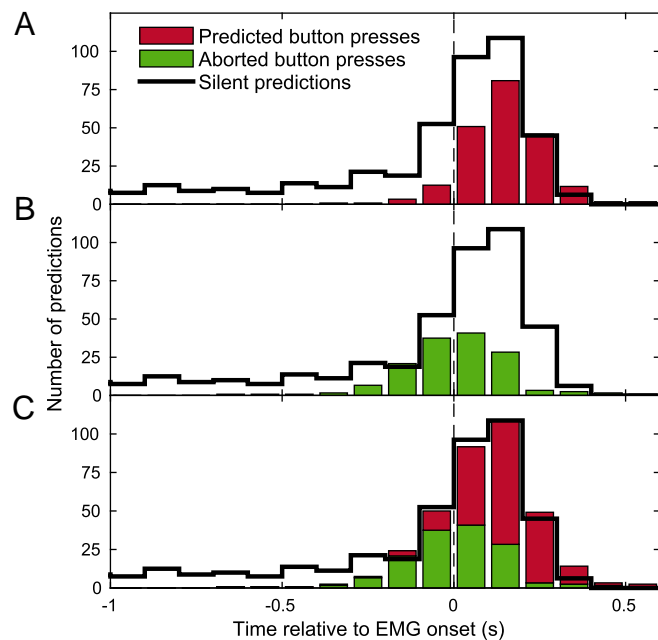 A
Predicted button presses
Aborted button presses
Silent predictions
100
75
50
25
0
B
100
75
50
25
0
C
100
75
50
25
0
Number of predictions
-1
-0.5
0
0.5
Time relative to EMG onset (s)